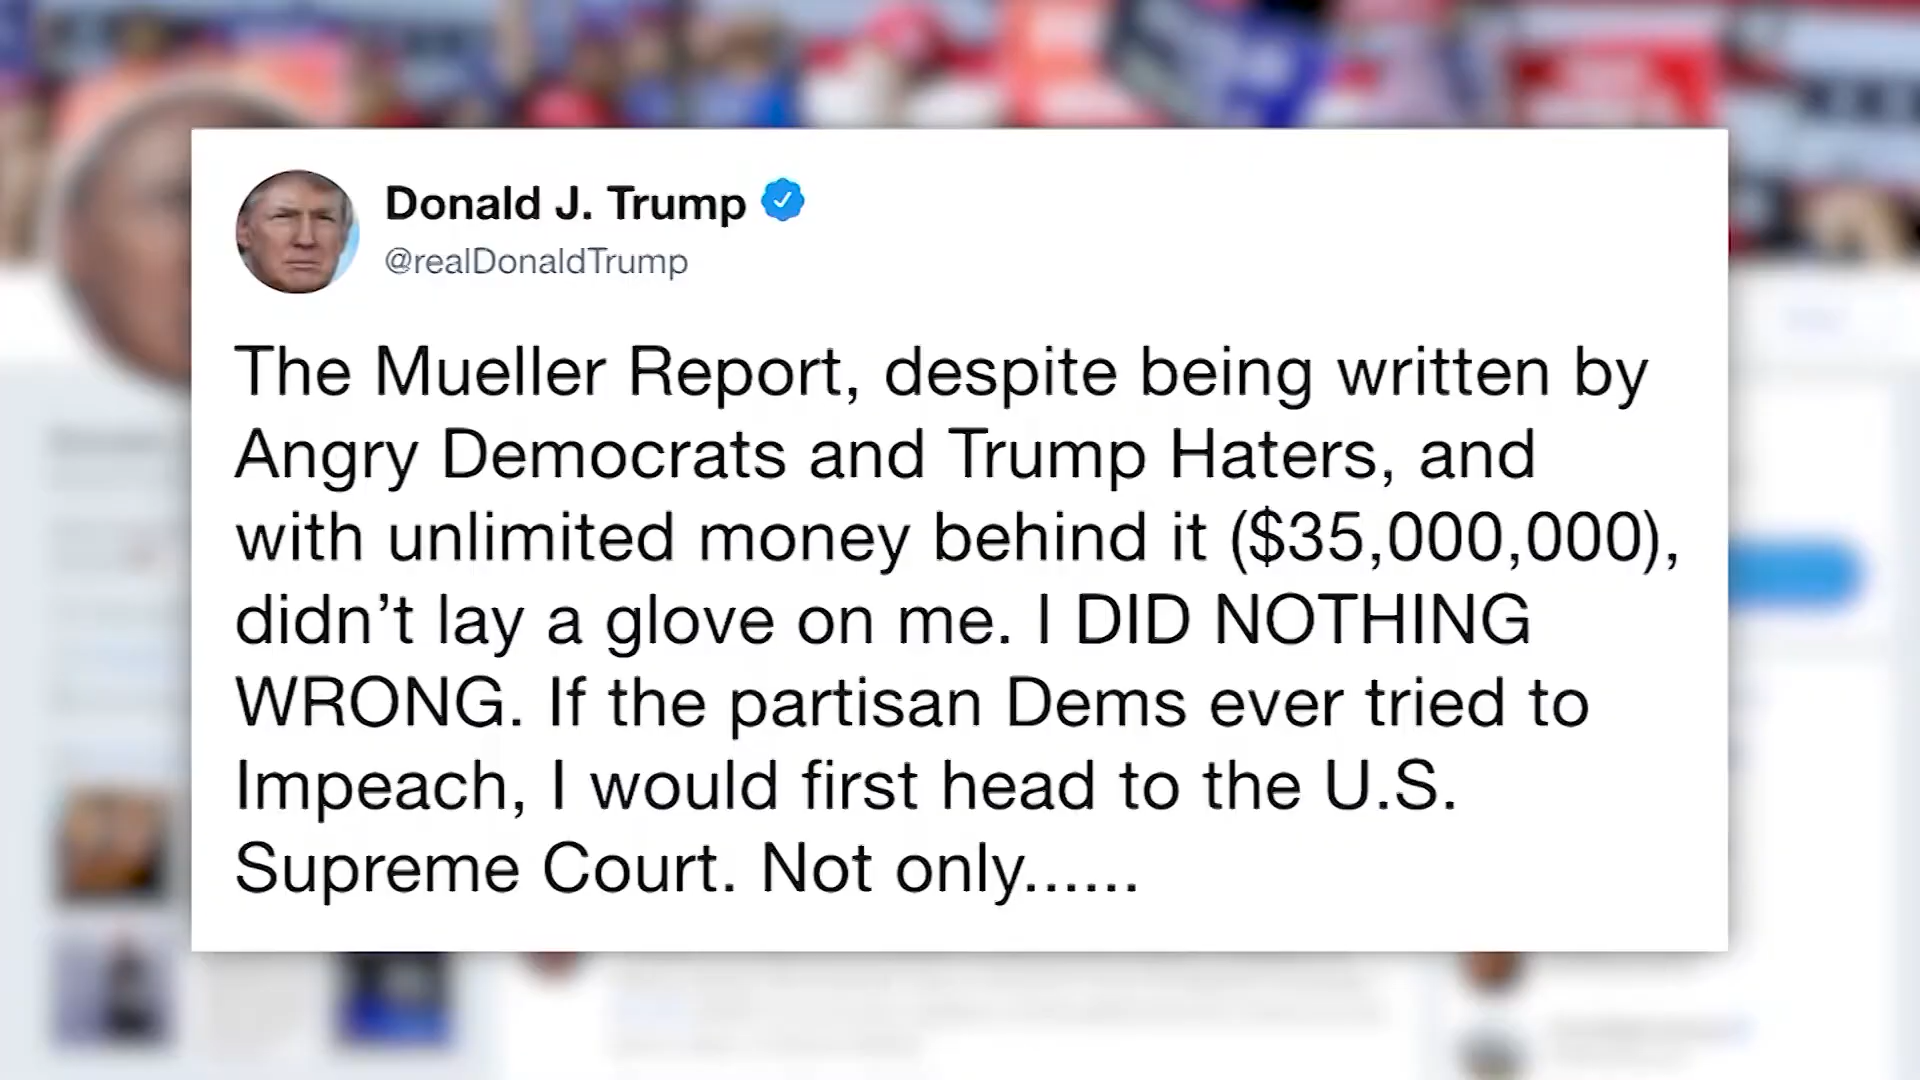 Donald J. Trump
@realDonaldTrump
The Mueller Report, despite being written by
Angry Democrats and Trump Haters, and
with unlimited money behind it ($35,000,000),
didn’t lay a glove on me. I DID NOTHING
WRONG. If the partisan Dems ever tried to
Impeach, I would first head to the U.S.
Supreme Court. Not only......